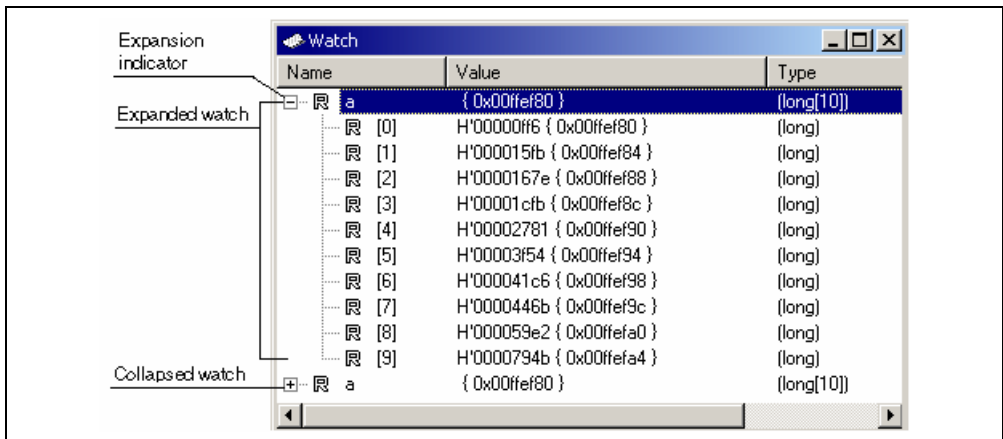 Expansion
indicator
Expanded watch
Collapsed watch
Watch
Name Value Type
R a { 0x00ffef80 } (long[10])
R [0] H'00000ff6 { 0x00ffef80 } (long)
R [1] H'000015fb { 0x00ffef84 } (long)
R [2] H'0000167e { 0x00ffef88 } (long)
R [3] H'00001cfb { 0x00ffef8c } (long)
R [4] H'00002781 { 0x00ffef90 } (long)
R [5] H'00003f54 { 0x00ffef94 } (long)
R [6] H'000041c6 { 0x00ffef98 } (long)
R [7] H'0000446b { 0x00ffef9c } (long)
R [8] H'000059e2 { 0x00ffefa0 } (long)
R [9] H'0000794b { 0x00ffefa4 } (long)
R a { 0x00ffef80 } (long[10])